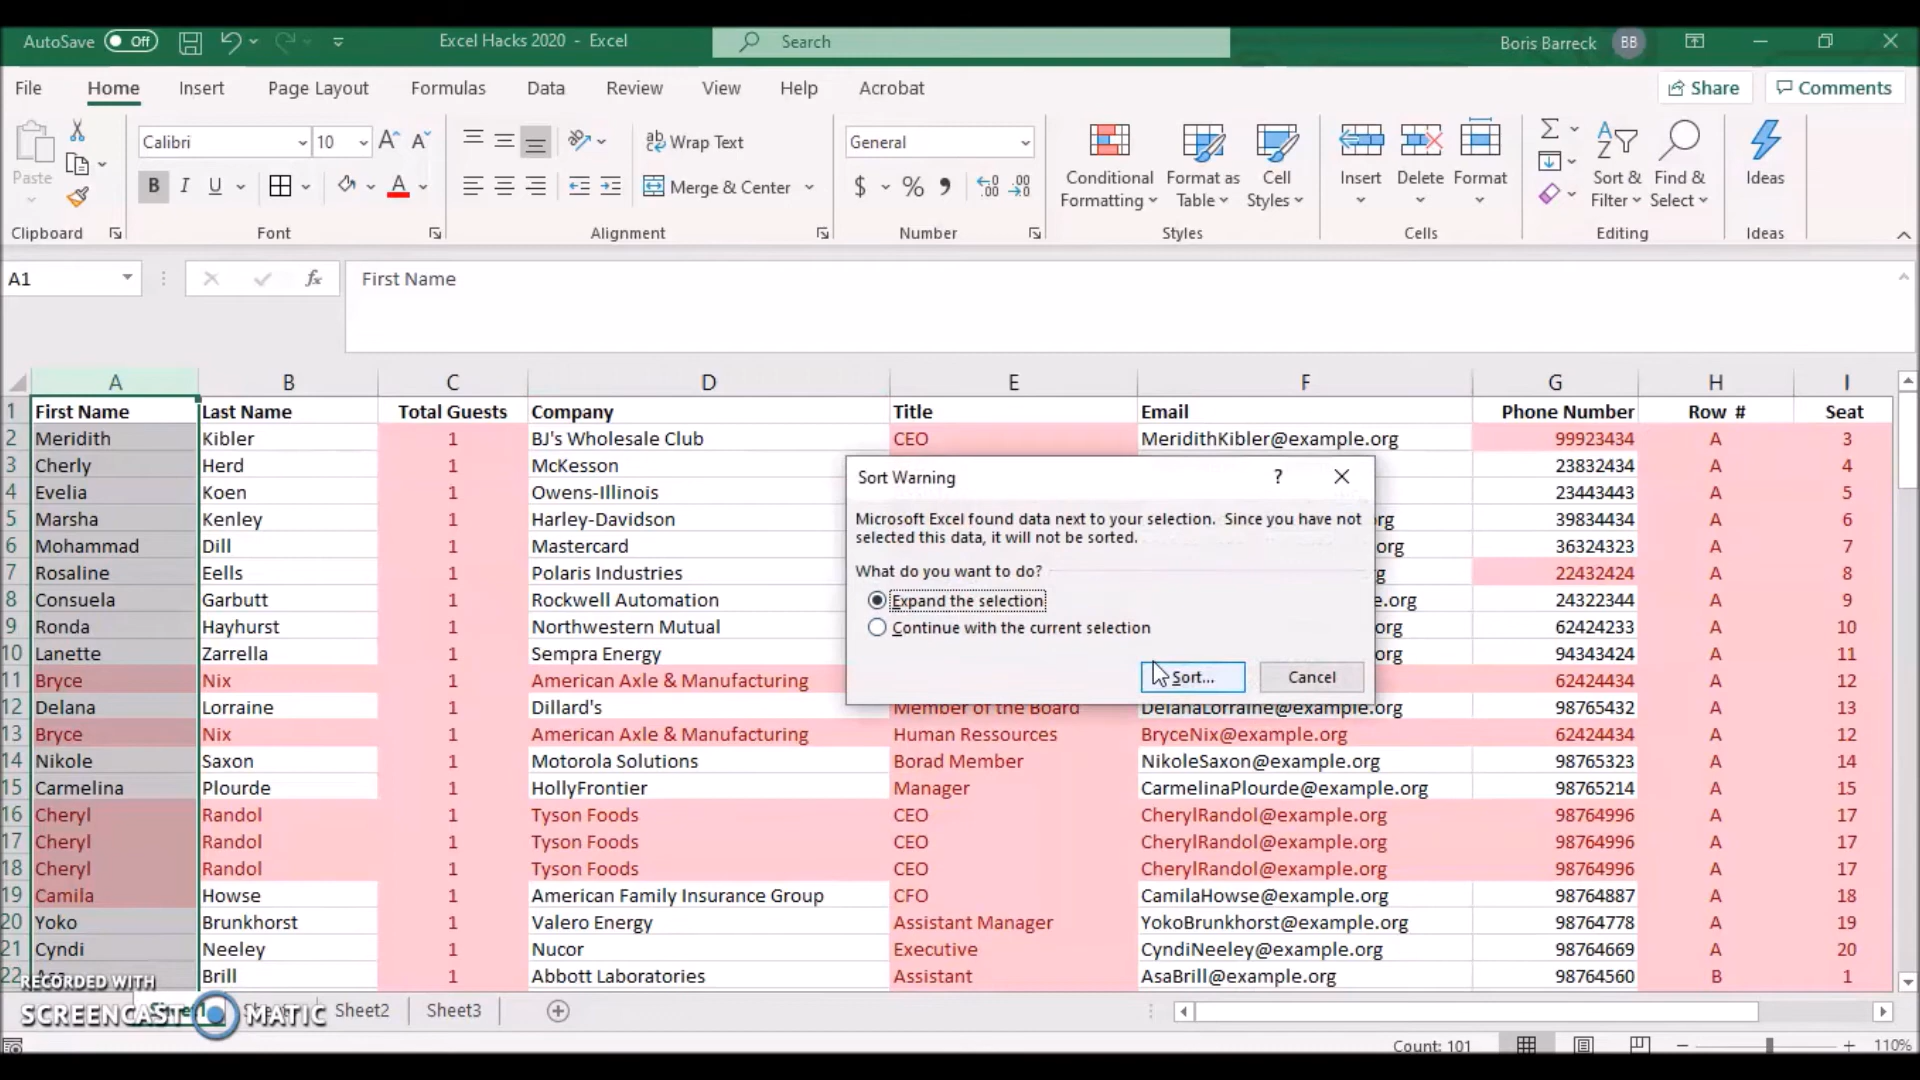 AutoSave Off Excel Hacks 2020 - Excel Search Boris Barreck BB
File Home Insert Page Layout Formulas Data Review View Help Acrobat Share Comments
Paste Calibri 10 Wrap Text General Conditional Formatting Format as Table Cell Styles Insert Delete Format Sort & Filter Find & Select Ideas
B I U A Merge & Center $ %
Clipboard Font Alignment Number Styles Cells Editing Ideas
A1 fx First Name
A B C D E F G H I
1 First Name Last Name Total Guests Company Title Email Phone Number Row # Seat
2 Meridith Kibler 1 BJ's Wholesale Club CEO MeridithKibler@example.org 99923434 A 3
3 Cherly Herd 1 McKesson 23832434 A 4
4 Evelia Koen 1 Owens-Illinois 23443443 A 5
5 Marsha Kenley 1 Harley-Davidson rg 39834434 A 6
6 Mohammad Dill 1 Mastercard org 36324323 A 7
7 Rosaline Eells 1 Polaris Industries g 22432424 A 8
8 Consuela Garbutt 1 Rockwell Automation e.org 24322344 A 9
9 Ronda Hayhurst 1 Northwestern Mutual org 62424233 A 10
10 Lanette Zarrella 1 Sempra Energy org 94343424 A 11
11 Bryce Nix 1 American Axle & Manufacturing 62424434 A 12
12 Delana Lorraine 1 Dillard's Member of the Board DelanaLorraine@example.org 98765432 A 13
13 Bryce Nix 1 American Axle & Manufacturing Human Ressources BryceNix@example.org 62424434 A 12
14 Nikole Saxon 1 Motorola Solutions Borad Member NikoleSaxon@example.org 98765323 A 14
15 Carmelina Plourde 1 HollyFrontier Manager CarmelinaPlourde@example.org 98765214 A 15
16 Cheryl Randol 1 Tyson Foods CEO CherylRandol@example.org 98764996 A 17
17 Cheryl Randol 1 Tyson Foods CEO CherylRandol@example.org 98764996 A 17
18 Cheryl Randol 1 Tyson Foods CEO CherylRandol@example.org 98764996 A 17
19 Camila Howse 1 American Family Insurance Group CFO CamilaHowse@example.org 98764887 A 18
20 Yoko Brunkhorst 1 Valero Energy Assistant Manager YokoBrunkhorst@example.org 98764778 A 19
21 Cyndi Neeley 1 Nucor Executive CyndiNeeley@example.org 98764669 A 20
22 Brill 1 Abbott Laboratories Assistant AsaBrill@example.org 98764560 B 1
Sort Warning ?
Microsoft Excel found data next to your selection. Since you have not
selected this data, it will not be sorted.
What do you want to do?
Expand the selection
Continue with the current selection
Sort... Cancel
RECORDED WITH
SCREENCAST MATIC
Sheet2 Sheet3
Count: 101 110%